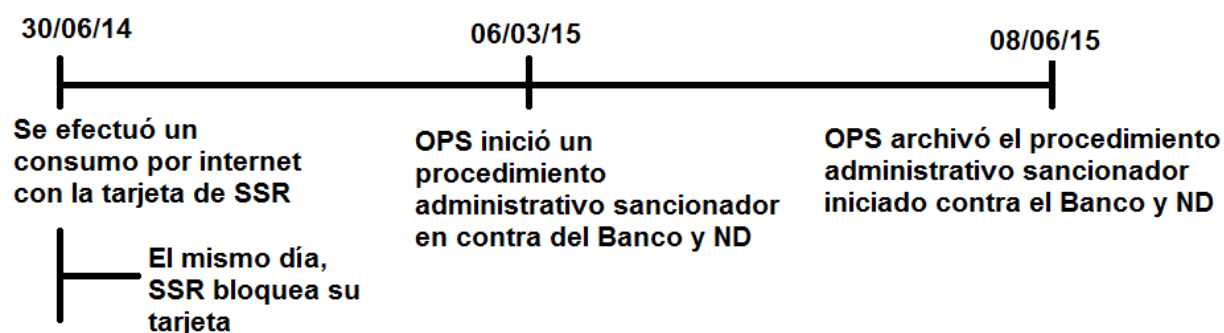 30/06/14
06/03/15
08/06/15
Se efectuó un
consumo por internet
con la tarjeta de SSR
El mismo día,
SSR bloquea su
tarjeta
OPS inició un
procedimiento
administrativo sancionador
en contra del Banco y ND
OPS archivó el procedimiento
administrativo sancionador
iniciado contra el Banco y ND